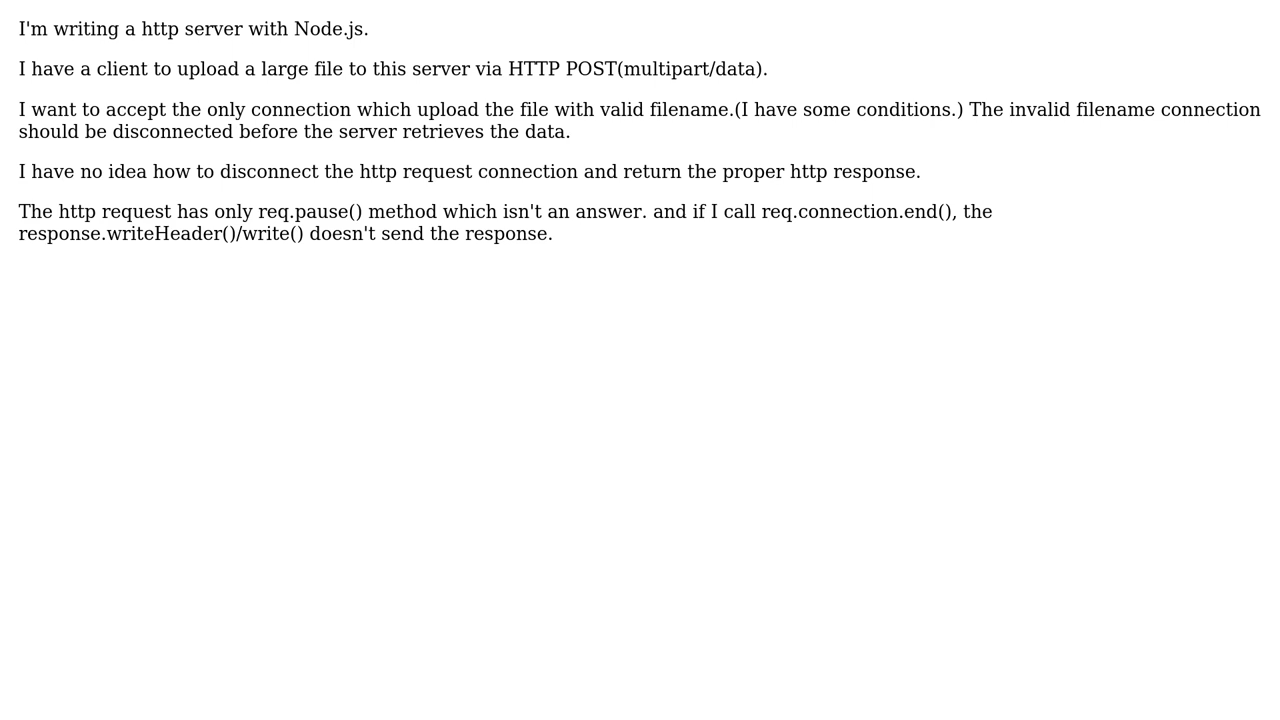 I'm writing a http server with Node.js.
I have a client to upload a large file to this server via HTTP POST(multipart/data).
I want to accept the only connection which upload the file with valid filename.(I have some conditions.) The invalid filename connection
should be disconnected before the server retrieves the data.
I have no idea how to disconnect the http request connection and return the proper http response.
The http request has only req.pause() method which isn't an answer. and if I call req.connection.end(), the
response.writeHeader()/write() doesn't send the response.